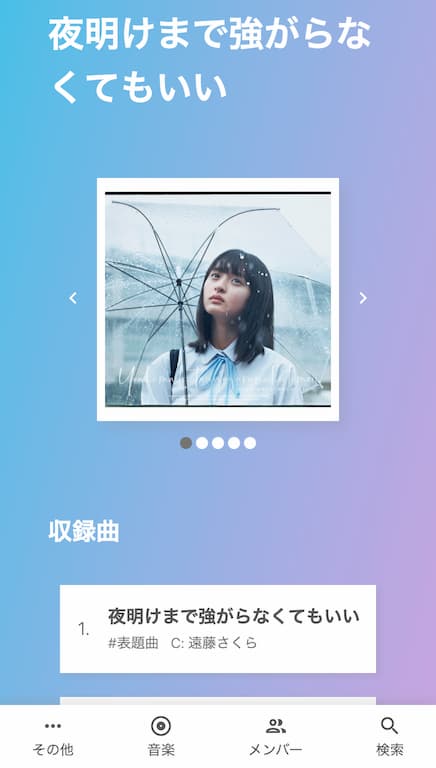 夜明けまで強がらな
くてもいい
収録曲
1. 夜明けまで強がらなくてもいい
#表題曲 C: 遠藤さくら
その他 音楽 メンバー 検索